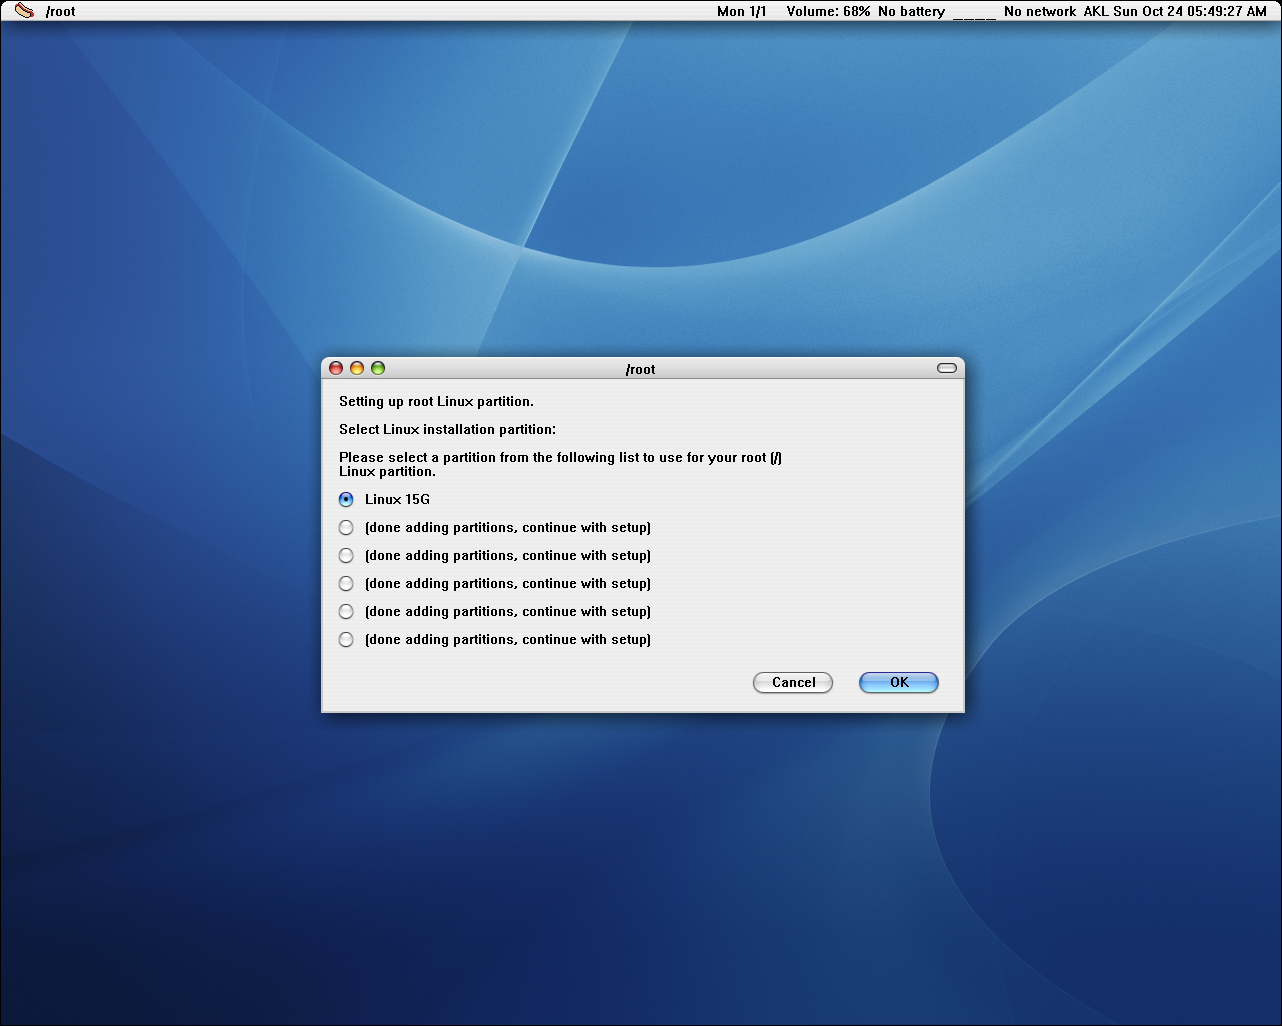 /root
Mon 1/1 Volume: 68% No battery ____ No network AKL Sun Oct 24 05:49:27 AM
/root
Setting up root Linux partition.
Select Linux installation partition:
Please select a partition from the following list to use for your root (/)
Linux partition.
Linux 15G
(done adding partitions, continue with setup)
(done adding partitions, continue with setup)
(done adding partitions, continue with setup)
(done adding partitions, continue with setup)
(done adding partitions, continue with setup)
Cancel OK